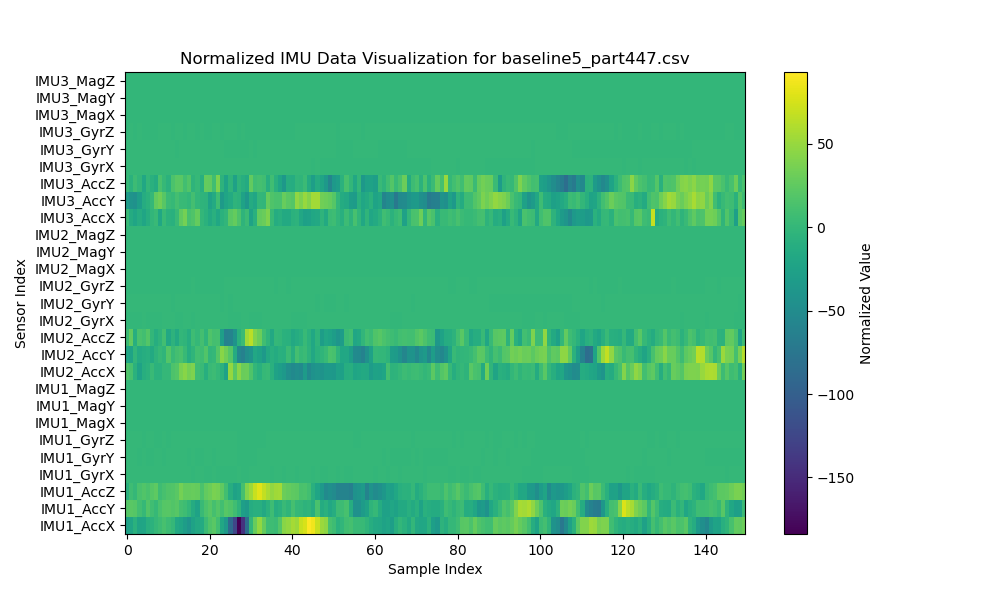 Normalized IMU Data Visualization for baseline5_part447.csv
IMU3_MagZ
IMU3_MagY
IMU3_MagX
IMU3_GyrZ
IMU3_GyrY
IMU3_GyrX
IMU3_AccZ
IMU3_AccY
IMU3_AccX
IMU2_MagZ
IMU2_MagY
IMU2_MagX
IMU2_GyrZ
IMU2_GyrY
IMU2_GyrX
IMU2_AccZ
IMU2_AccY
IMU2_AccX
IMU1_MagZ
IMU1_MagY
IMU1_MagX
IMU1_GyrZ
IMU1_GyrY
IMU1_GyrX
IMU1_AccZ
IMU1_AccY
IMU1_AccX
Sensor Index
0 20 40 60 80 100 120 140
Sample Index
50
0
−50
−100
−150
Normalized Value